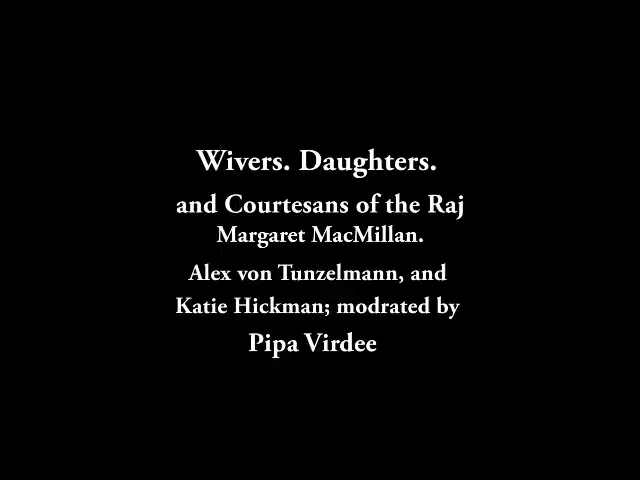 Wivers. Daughters.
and Courtesans of the Raj
Margaret MacMillan.
Alex von Tunzelmann, and
Katie Hickman; modrated by
Pipa Virdee